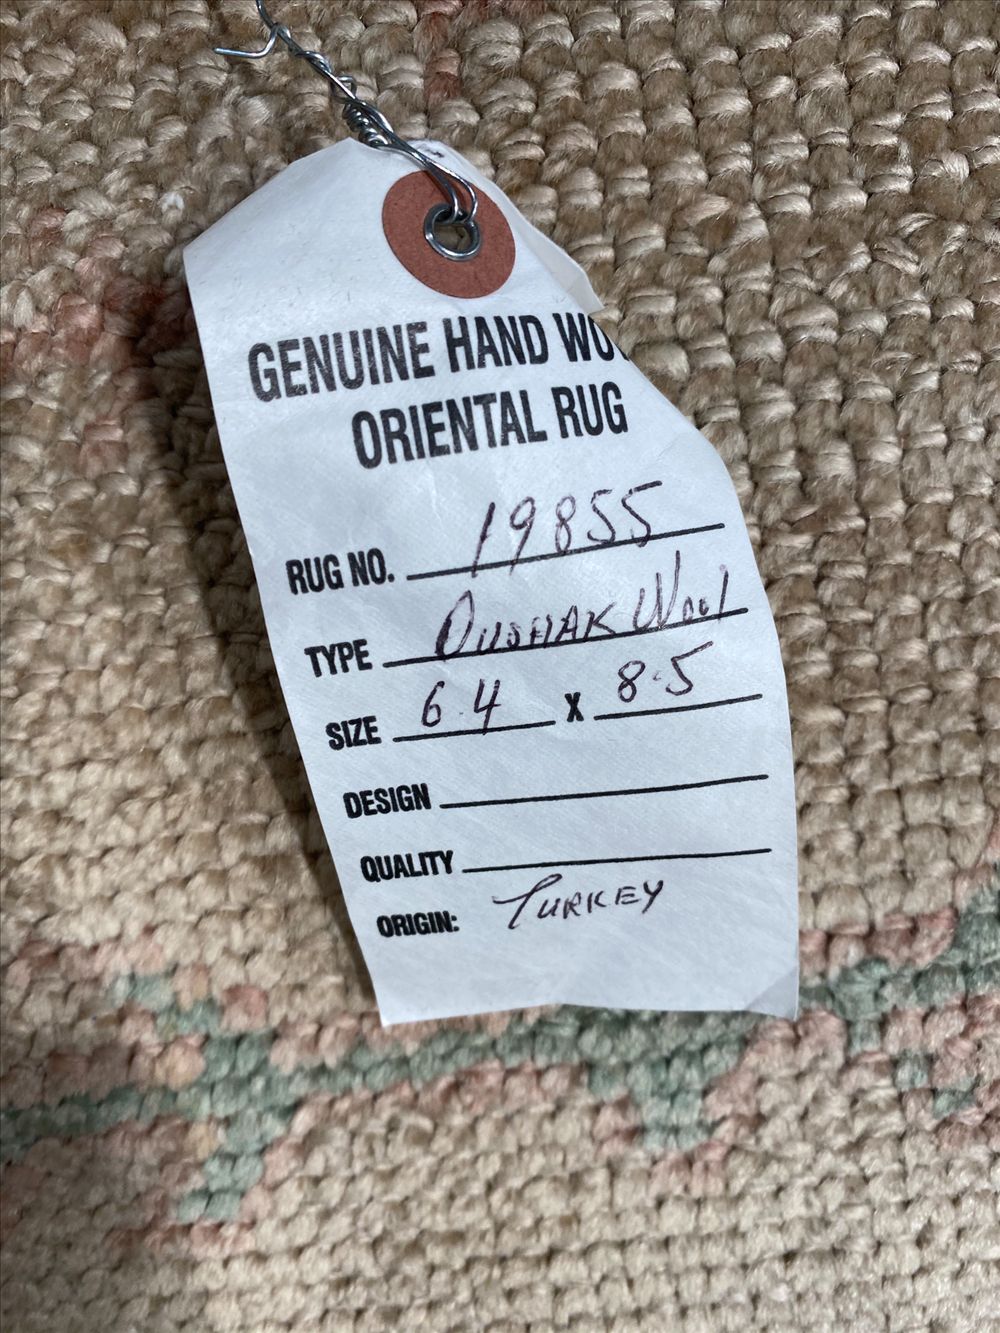 GENUINE HAND WOV
ORIENTAL RUG
RUG NO. 19855
TYPE OUSHAK Wool
SIZE 6.4 X 8.5
DESIGN
QUALITY
ORIGIN: TURKEY